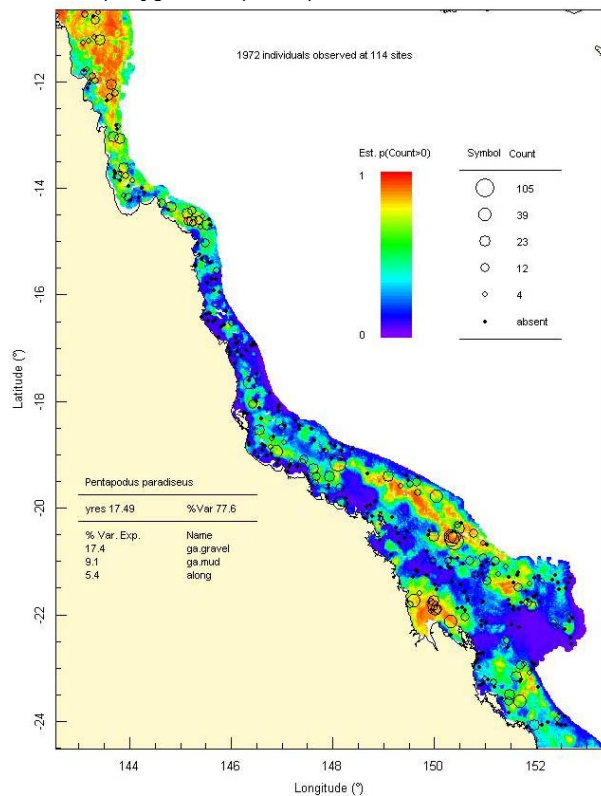 1972 individuals observed at 114 sites
Est. p(Count>0)
1
0
Symbol Count
105
39
23
12
4
absent
-12
-14
-16
-18
-20
-22
-24
Latitude (°)
Pentapodus paradiseus
yres 17.49 %Var 77.6
% Var. Exp. Name
17.4 ga.gravel
9.1 ga.mud
5.4 along
144 146 148 150 152
Longitude (°)